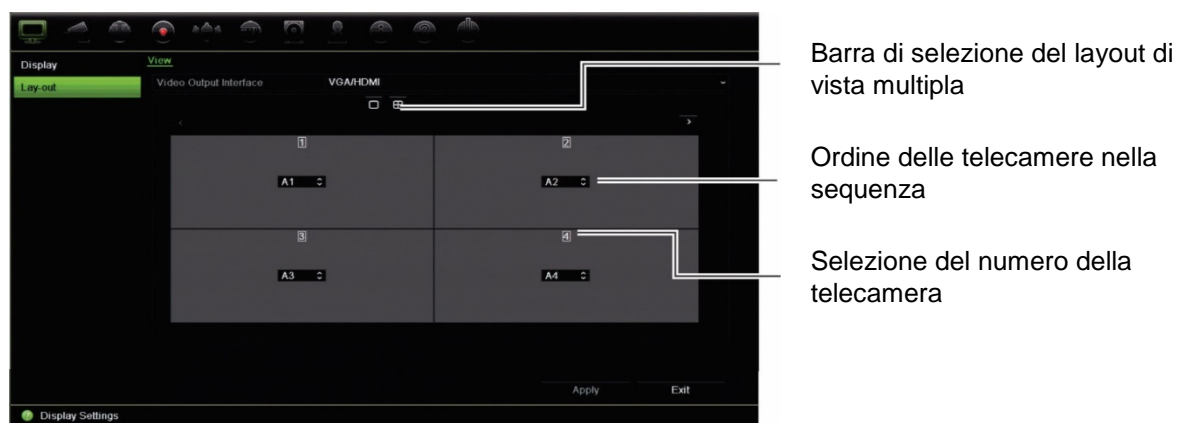 Display
View
Lay-out
Video Output Interface
VGA/HDMI
1
2
A1
A2
3
4
A3
A4
Apply
Exit
Display Settings
Barra di selezione del layout di
vista multipla
Ordine delle telecamere nella
sequenza
Selezione del numero della
telecamera